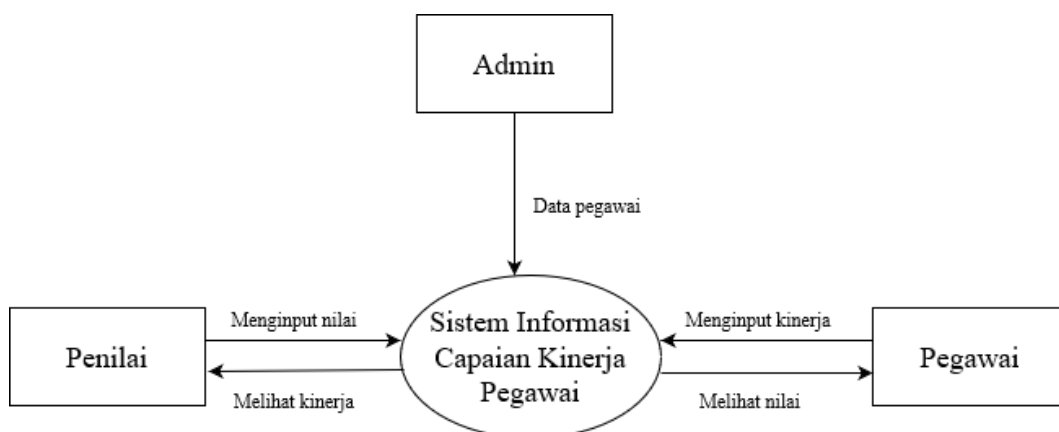 Admin
Data pegawai
Menginput nilai
Sistem Informasi
Capaian Kinerja
Pegawai
Menginput kinerja
Penilai
Pegawai
Melihat kinerja
Melihat nilai